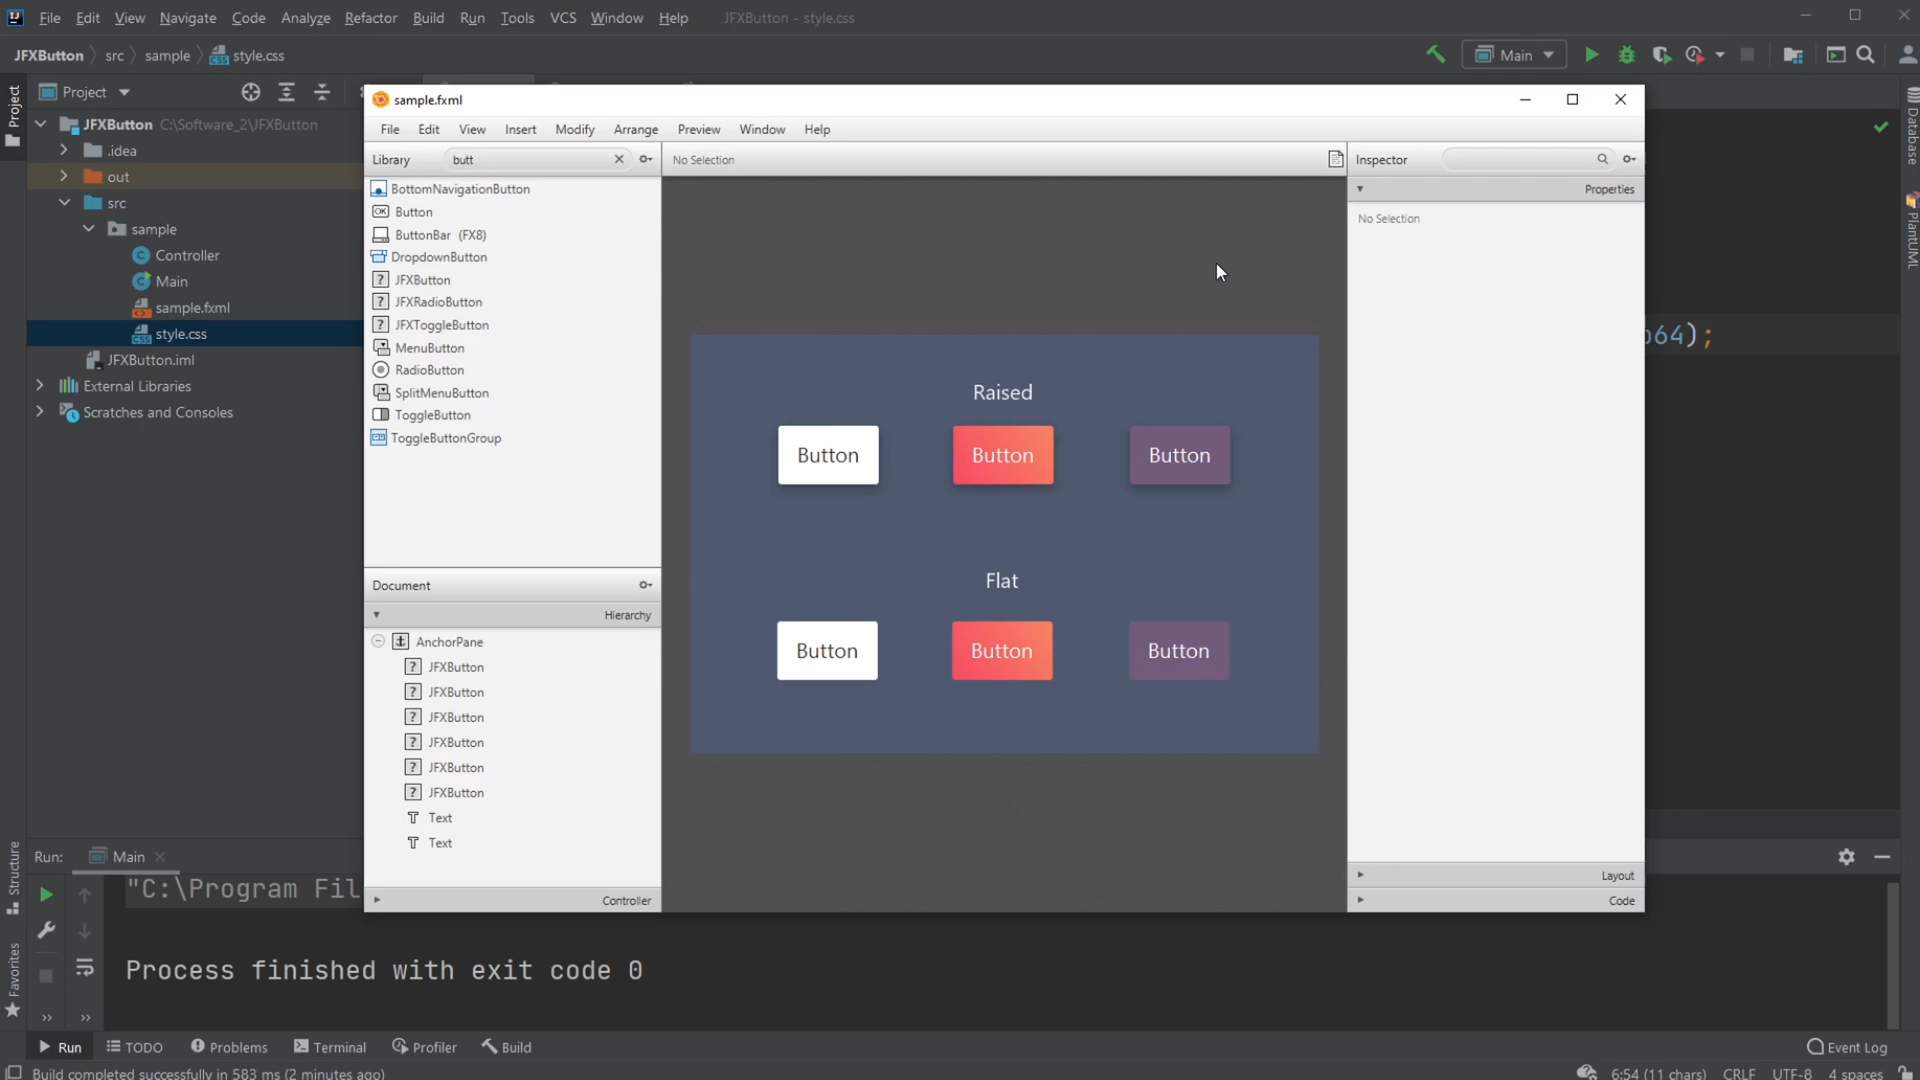 File Edit View Navigate Code Analyze Refactor Build Run Tools VCS Window Help JFXButton - style.css
JFXButton src sample style.css
Main
Project
Project
JFXButton C:\Software_2\JFXButton
.idea
out
src
sample
Controller
Main
sample.fxml
style.css
JFXButton.iml
External Libraries
Scratches and Consoles
sample.fxml
File Edit View Insert Modify Arrange Preview Window Help
Library butt
BottomNavigationButton
Button
ButtonBar (FX8)
DropdownButton
JFXButton
JFXRadioButton
JFXToggleButton
MenuButton
RadioButton
SplitMenuButton
ToggleButton
ToggleButtonGroup
Document
Hierarchy
AnchorPane
JFXButton
JFXButton
JFXButton
JFXButton
JFXButton
JFXButton
Text
Text
Controller
No Selection
Raised
Button Button Button
Flat
Button Button Button
Inspector
Properties
No Selection
Layout
Code
64);
Database
PlantUML
Structure
Favorites
Run: Main
"C:\Program Fil
Process finished with exit code 0
Run TODO Problems Terminal Profiler Build Event Log
Build completed successfully in 583 ms (2 minutes ago) 6:54 (11 chars) CRLF UTF-8 4 spaces